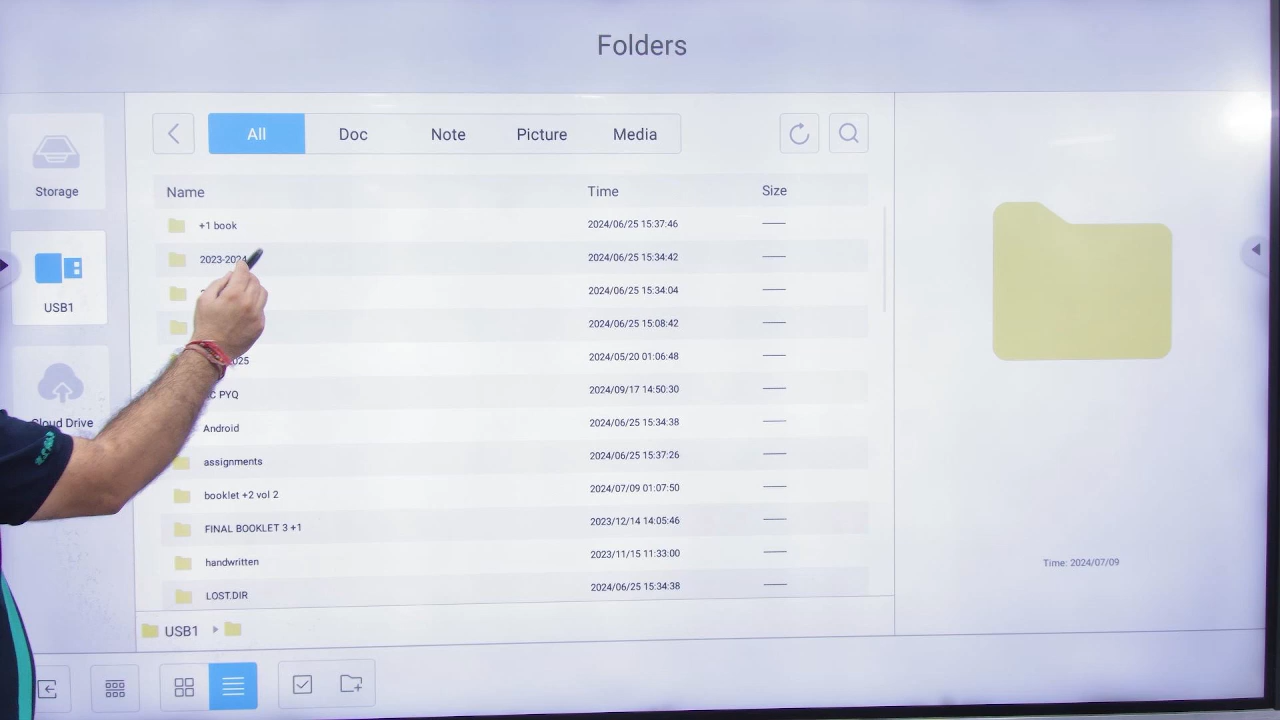 Folders
All Doc Note Picture Media
Storage
USB1
Cloud Drive
Name Time Size
+1 book 2024/06/25 15:37:46
2023-2024 2024/06/25 15:34:42
2024/06/25 15:34:04
2024/06/25 15:08:42
2024/05/20 01:06:48
PYQ 2024/09/17 14:50:30
Android 2024/06/25 15:34:38
assignments 2024/06/25 15:37:26
booklet +2 vol 2 2024/07/09 01:07:50
FINAL BOOKLET 3 +1 2023/12/14 14:05:46
handwritten 2023/11/15 11:33:00
LOST.DIR 2024/06/25 15:34:38
Time: 2024/07/09
USB1